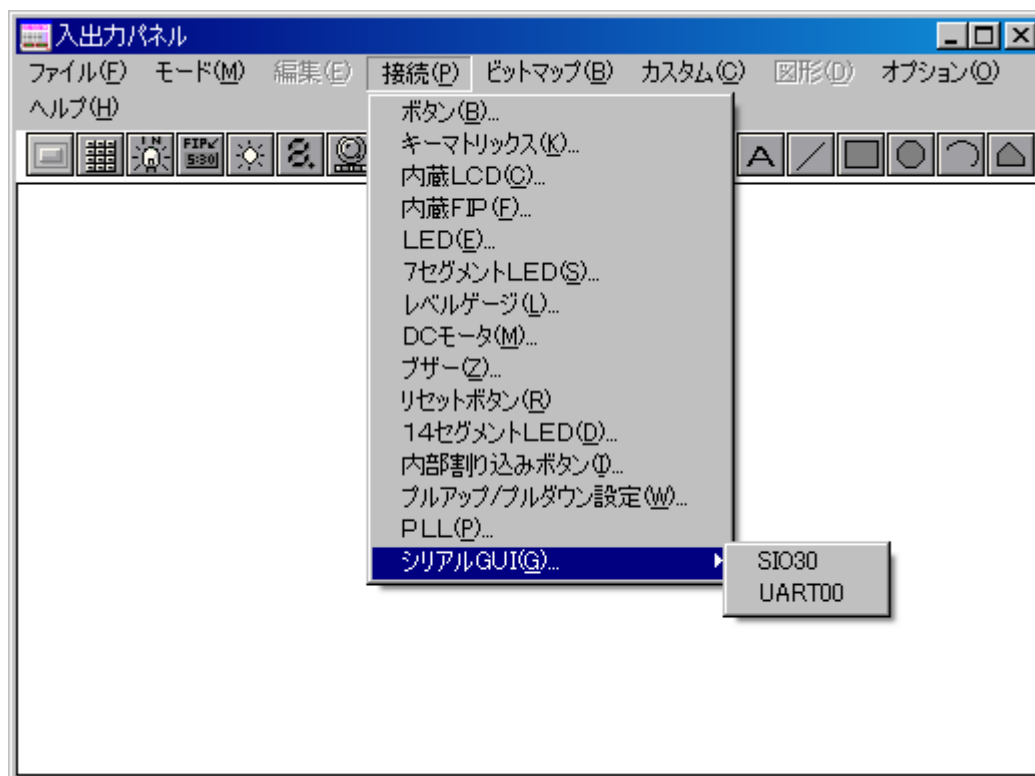 入出力パネル
ファイル(F) モード(M) 編集(E) 接続(P) ビットマップ(B) カスタム(C) 図形(D) オプション(O)
ヘルプ(H)
IN FIP 5:30 8. A
ボタン(B)...
キーマトリックス(K)...
内蔵LCD(C)...
内蔵FIP(F)...
LED(E)...
7セグメントLED(S)...
レベルゲージ(L)...
DCモータ(M)...
ブザー(Z)...
リセットボタン(R)
14セグメントLED(D)...
内部割り込みボタン(I)...
プルアップ/プルダウン設定(W)...
PLL(P)...
シリアルGUI(G)...
SIO30
UART00